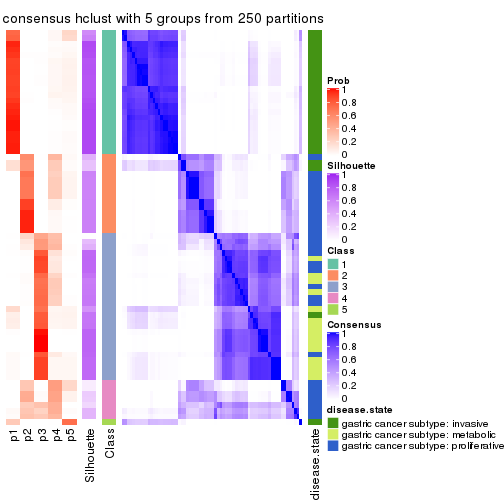 consensus hclust with 5 groups from 250 partitions
Prob
1
0.8
0.6
0.4
0.2
0
Silhouette
1
0.8
0.6
0.4
0.2
0
Class
1
2
3
4
5
Consensus
1
0.8
0.6
0.4
0.2
0
disease.state
gastric cancer subtype: invasive
gastric cancer subtype: metabolic
gastric cancer subtype: proliferative
p1
p2
p3
p4
p5
Silhouette
Class
disease.state